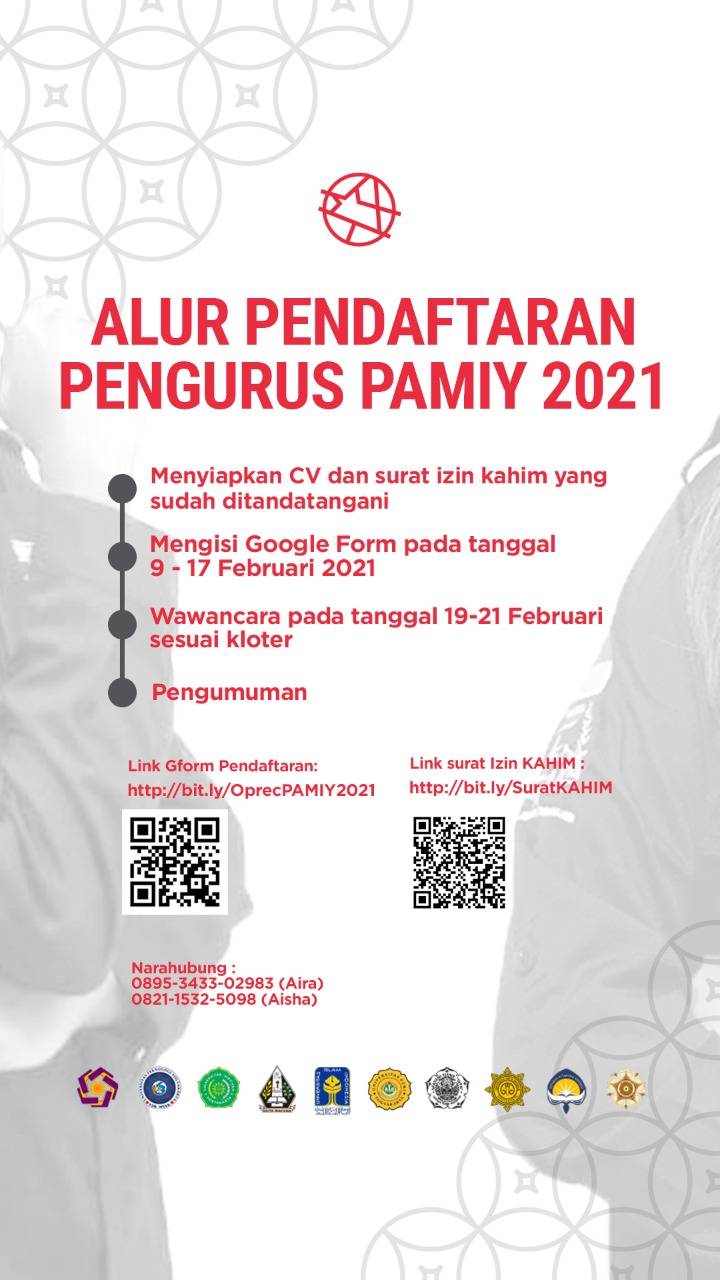 ALUR PENDAFTARAN
PENGURUS PAMIY 2021
Menyiapkan CV dan surat izin kahim yang
sudah ditandatangani
Mengisi Google Form pada tanggal
9 - 17 Februari 2021
Wawancara pada tanggal 19-21 Februari
sesuai kloter
Pengumuman
Link Gform Pendaftaran:
http://bit.ly/OprecPAMIY2021
Link surat Izin KAHIM :
http://bit.ly/SuratKAHIM
Narahubung :
0895-3433-02983 (Aira)
0821-1532-5098 (Aisha)
ISLAM